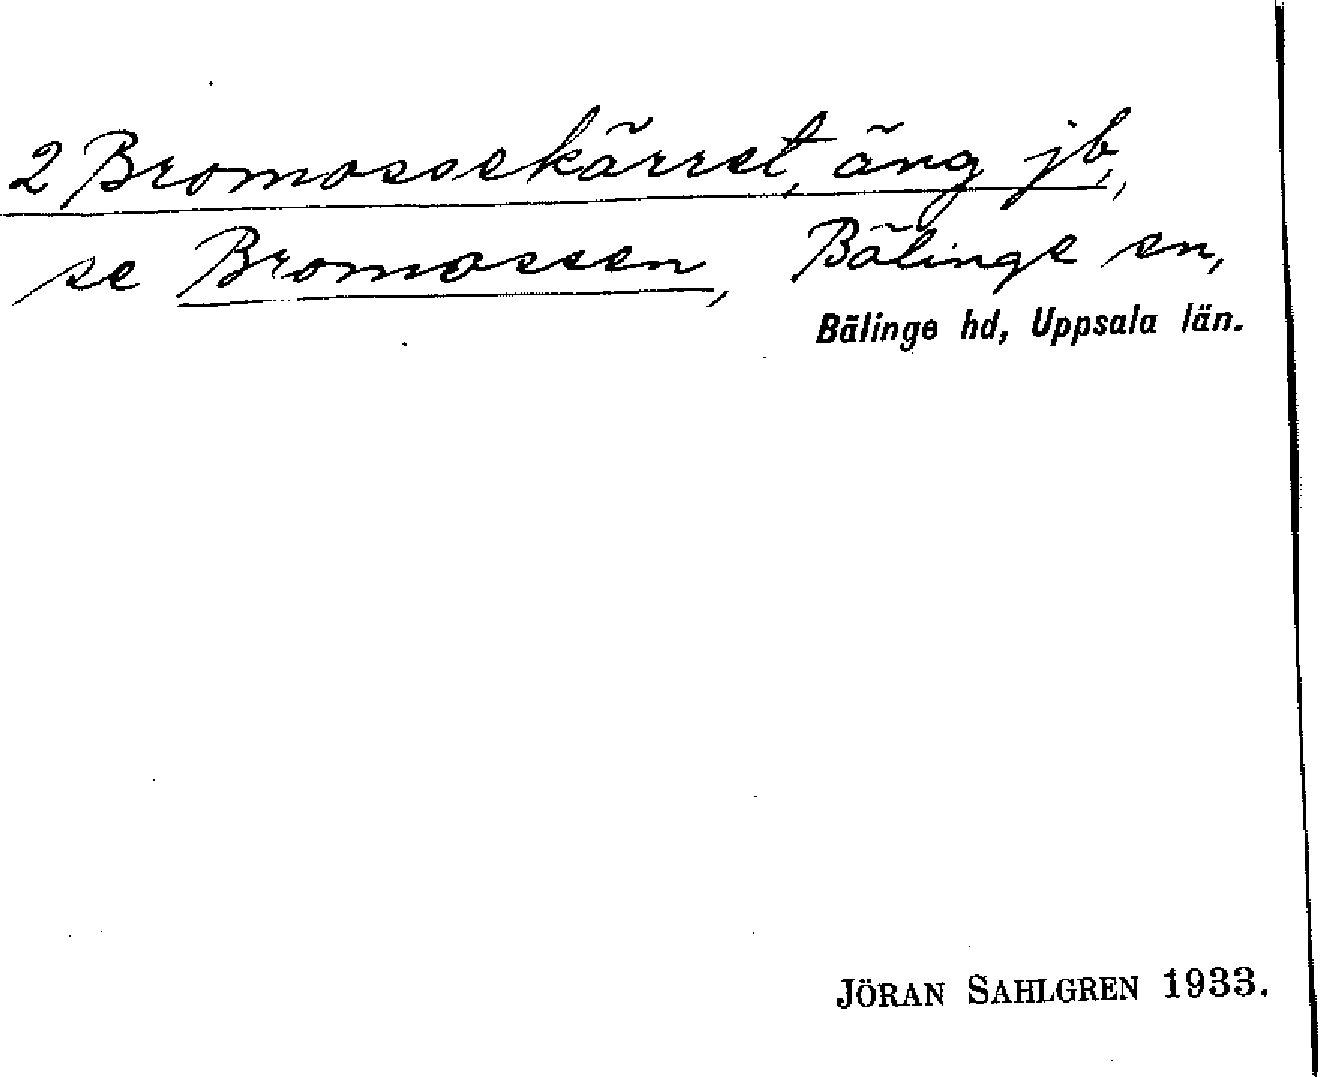 2 Bromossekärret, äng jb,
se Bromossen, Bälinge sn,
Bälinge hd, Uppsala län.
JÖRAN SAHLGREN 1933.